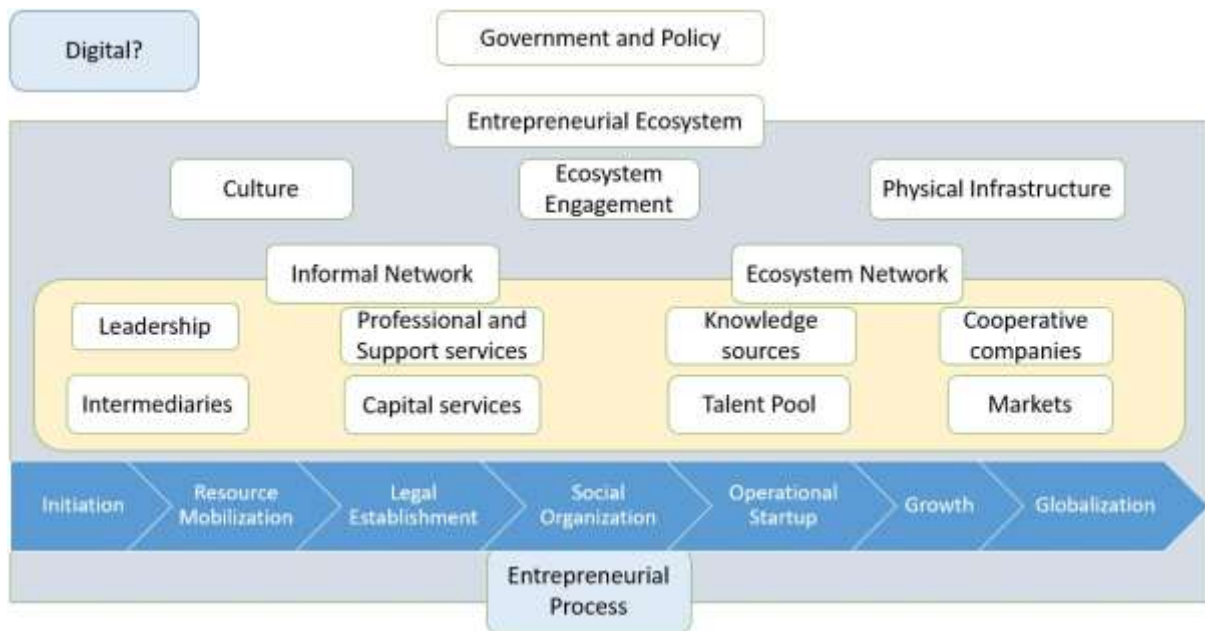 Digital?
Government and Policy
Entrepreneurial Ecosystem
Culture
Ecosystem
Engagement
Physical Infrastructure
Informal Network
Ecosystem Network
Leadership
Professional and
Support services
Knowledge
sources
Cooperative
companies
Intermediaries
Capital services
Talent Pool
Markets
Initiation
Resource
Mobilization
Legal
Establishment
Social
Organization
Operational
Startup
Growth
Globalization
Entrepreneurial
Process